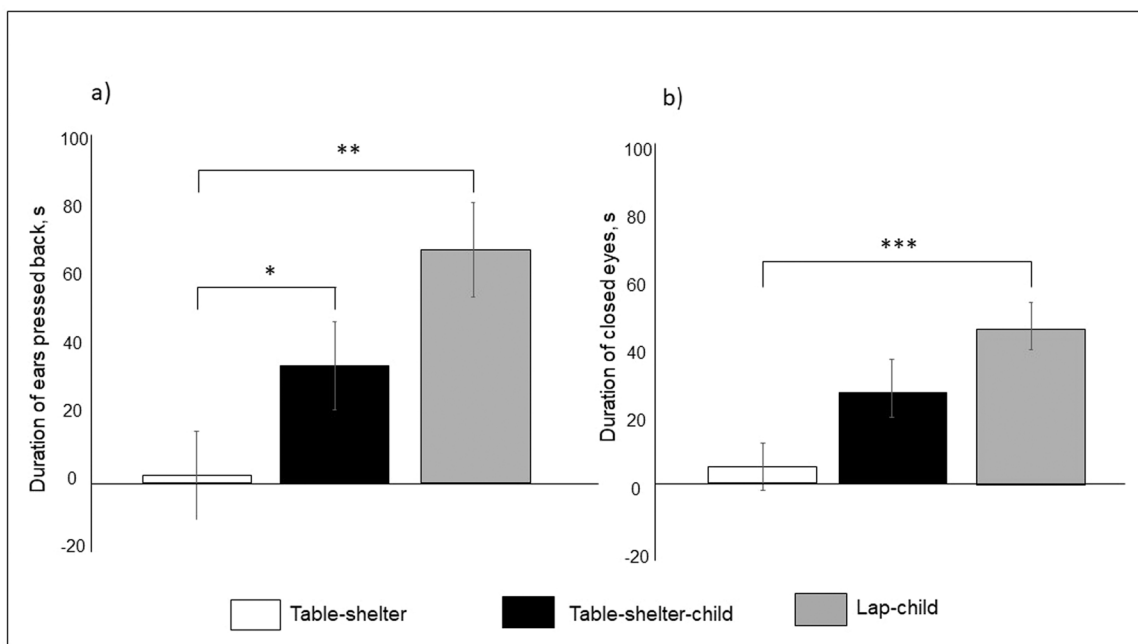 a)
Duration of ears pressed back, s
100
80
60
40
20
0
-20
**
*
b)
Duration of closed eyes, s
100
80
60
40
20
0
-20
***
Table-shelter
Table-shelter-child
Lap-child